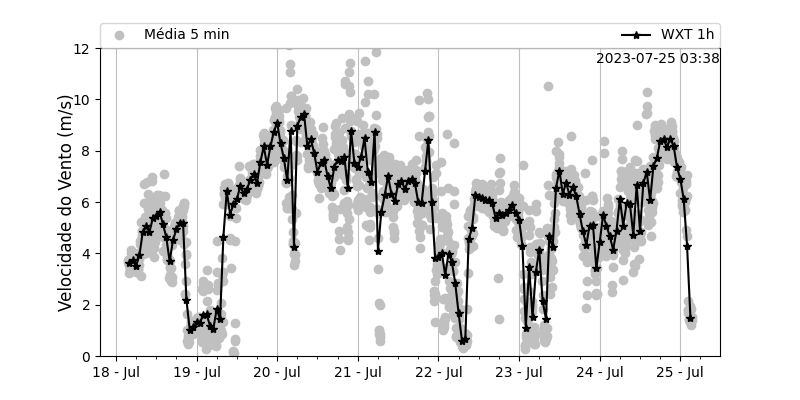 Média 5 min
WXT 1h
2023-07-25 03:38
Velocidade do Vento (m/s)
12
10
8
6
4
2
0
18 - Jul
19 - Jul
20 - Jul
21 - Jul
22 - Jul
23 - Jul
24 - Jul
25 - Jul